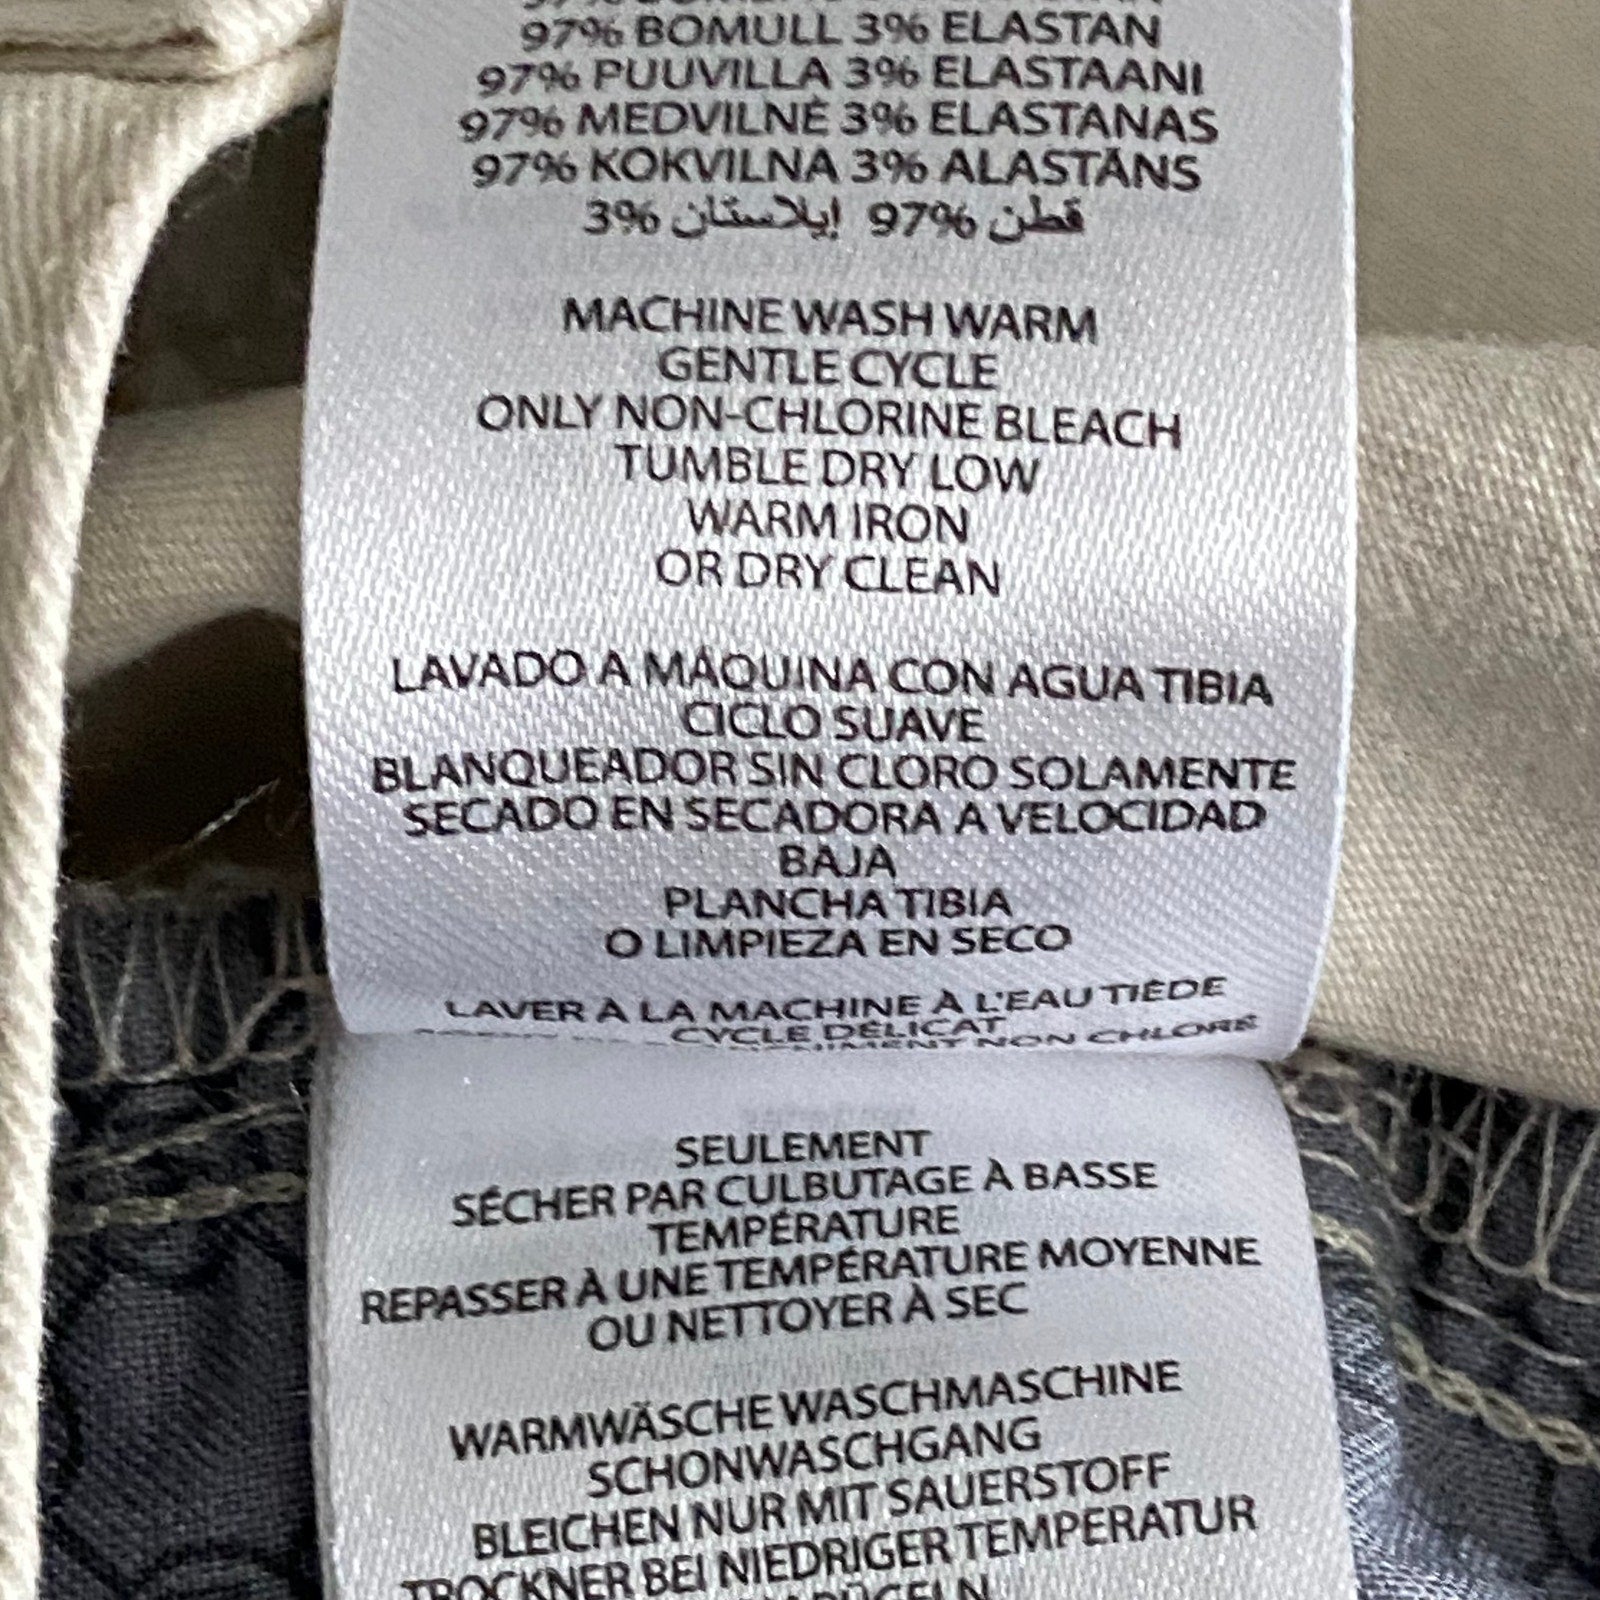 97% BOMULL 3% ELASTAN
97% PUUVILLA 3% ELASTAANI
97% MEDVILNĖ 3% ELASTANAS
97% KOKVILNA 3% ALASTĀNS
قطن 97% إيلاستان 3%
MACHINE WASH WARM
GENTLE CYCLE
ONLY NON-CHLORINE BLEACH
TUMBLE DRY LOW
WARM IRON
OR DRY CLEAN
LAVADO A MÁQUINA CON AGUA TIBIA
CICLO SUAVE
BLANQUEADOR SIN CLORO SOLAMENTE
SECADO EN SECADORA A VELOCIDAD
BAJA
PLANCHA TIBIA
O LIMPIEZA EN SECO
LAVER À LA MACHINE À L'EAU TIÈDE
CYCLE DÉLICAT
NON CHLORÉ
SEULEMENT
SÉCHER PAR CULBUTAGE À BASSE
TEMPÉRATURE
REPASSER À UNE TEMPÉRATURE MOYENNE
OU NETTOYER À SEC
WARMWÄSCHE WASCHMASCHINE
SCHONWASCHGANG
BLEICHEN NUR MIT SAUERSTOFF
TROCKNER BEI NIEDRIGER TEMPERATUR